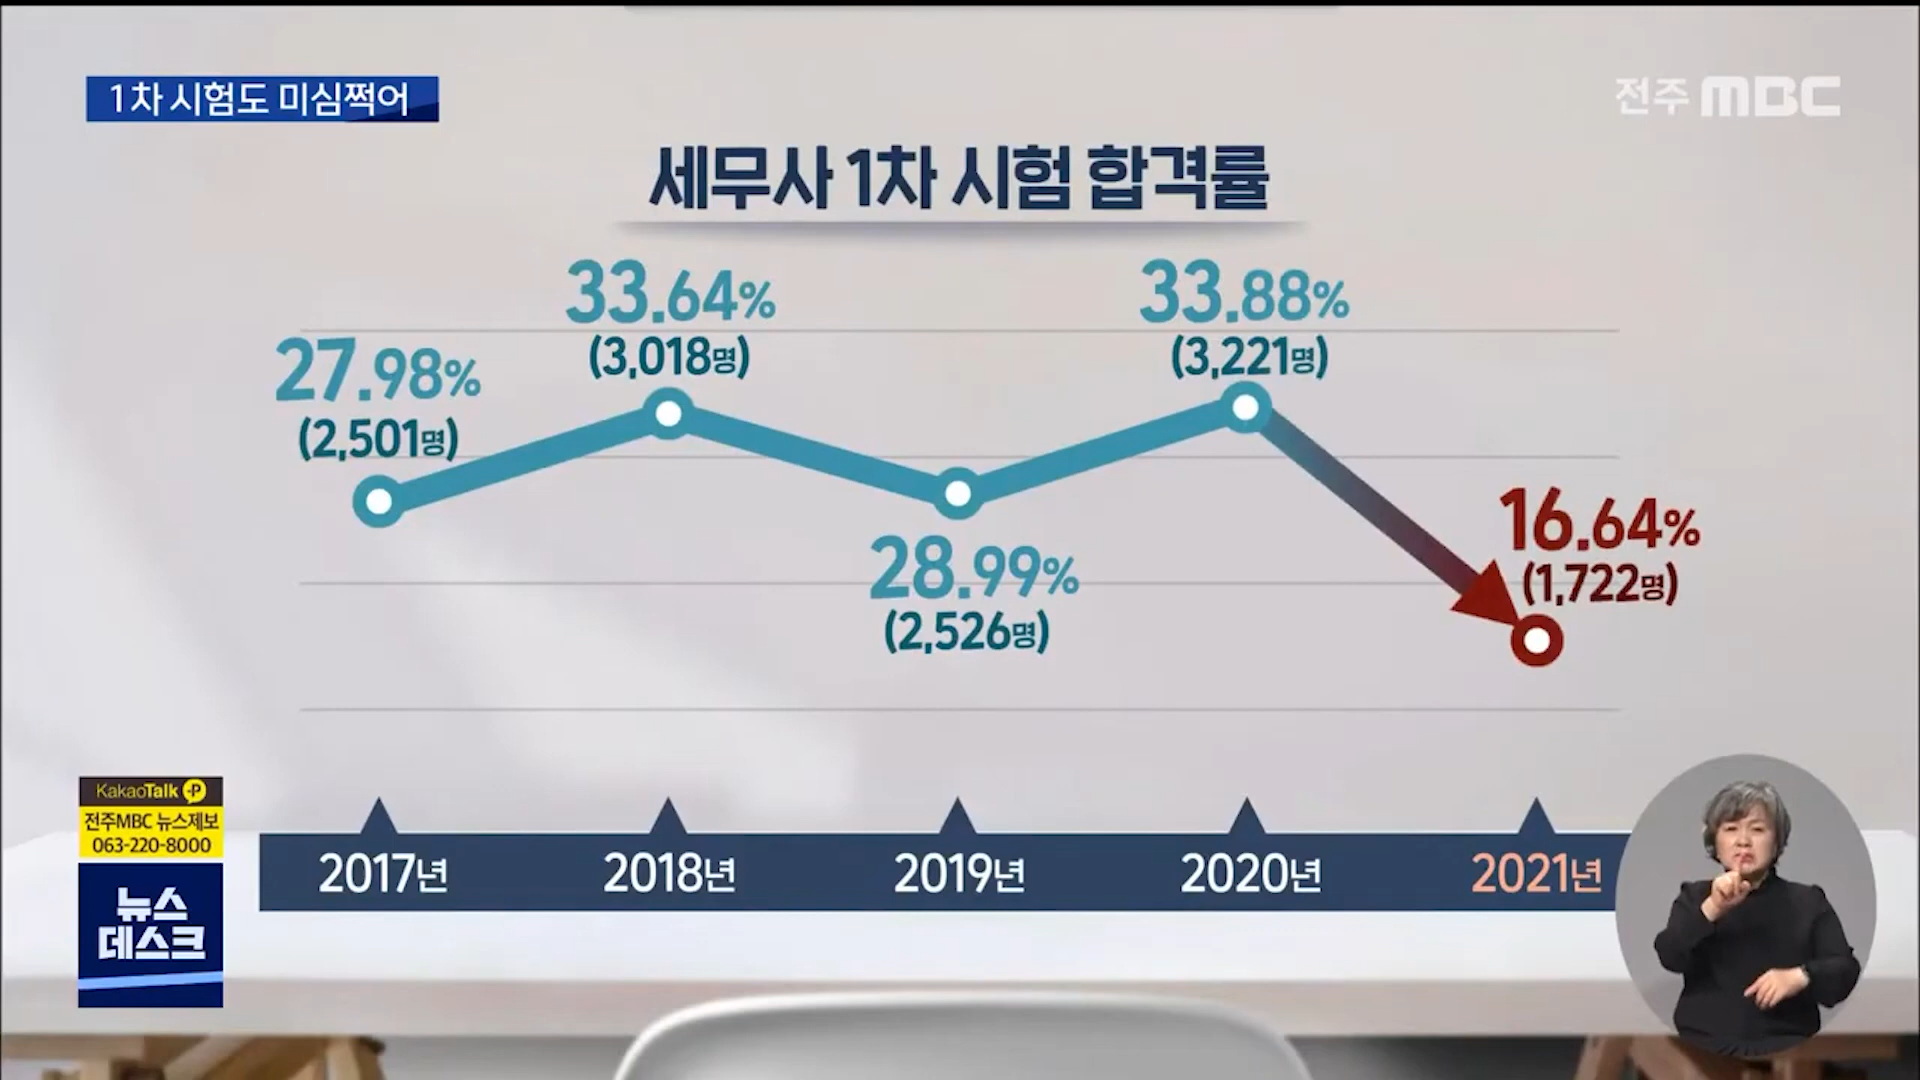 1차 시험도 미심쩍어
전주 MBC
세무사 1차 시험 합격률
27.98%
(2,501명)
33.64%
(3,018명)
28.99%
(2,526명)
33.88%
(3,221명)
16.64%
(1,722명)
2017년 2018년 2019년 2020년 2021년
KakaoTalk P
전주MBC 뉴스제보
063-220-8000
뉴스
데스크